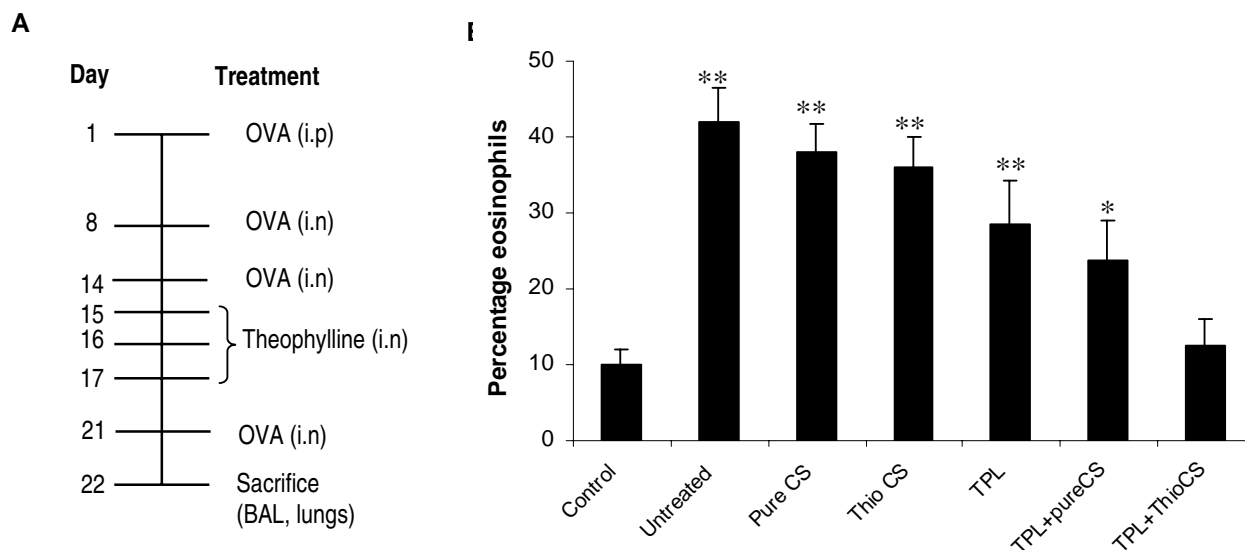 A
Day Treatment
1 OVA (i.p)
8 OVA (i.n)
14 OVA (i.n)
15
16 Theophylline (i.n)
17
21 OVA (i.n)
22 Sacrifice
(BAL, lungs)
Percentage eosinophils
50
40
30
20
10
0
**
**
**
**
*
Control
Untreated
Pure CS
Thio CS
TPL
TPL+pureCS
TPL+ThioCS